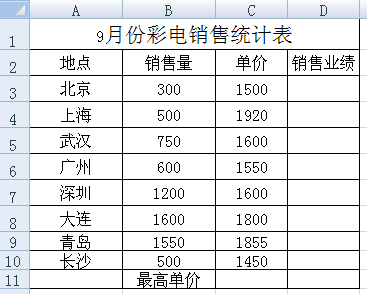 A B C D
1 9月份彩电销售统计表
2 地点 销售量 单价 销售业绩
3 北京 300 1500
4 上海 500 1920
5 武汉 750 1600
6 广州 600 1550
7 深圳 1200 1600
8 大连 1600 1800
9 青岛 1550 1855
10 长沙 500 1450
11 最高单价